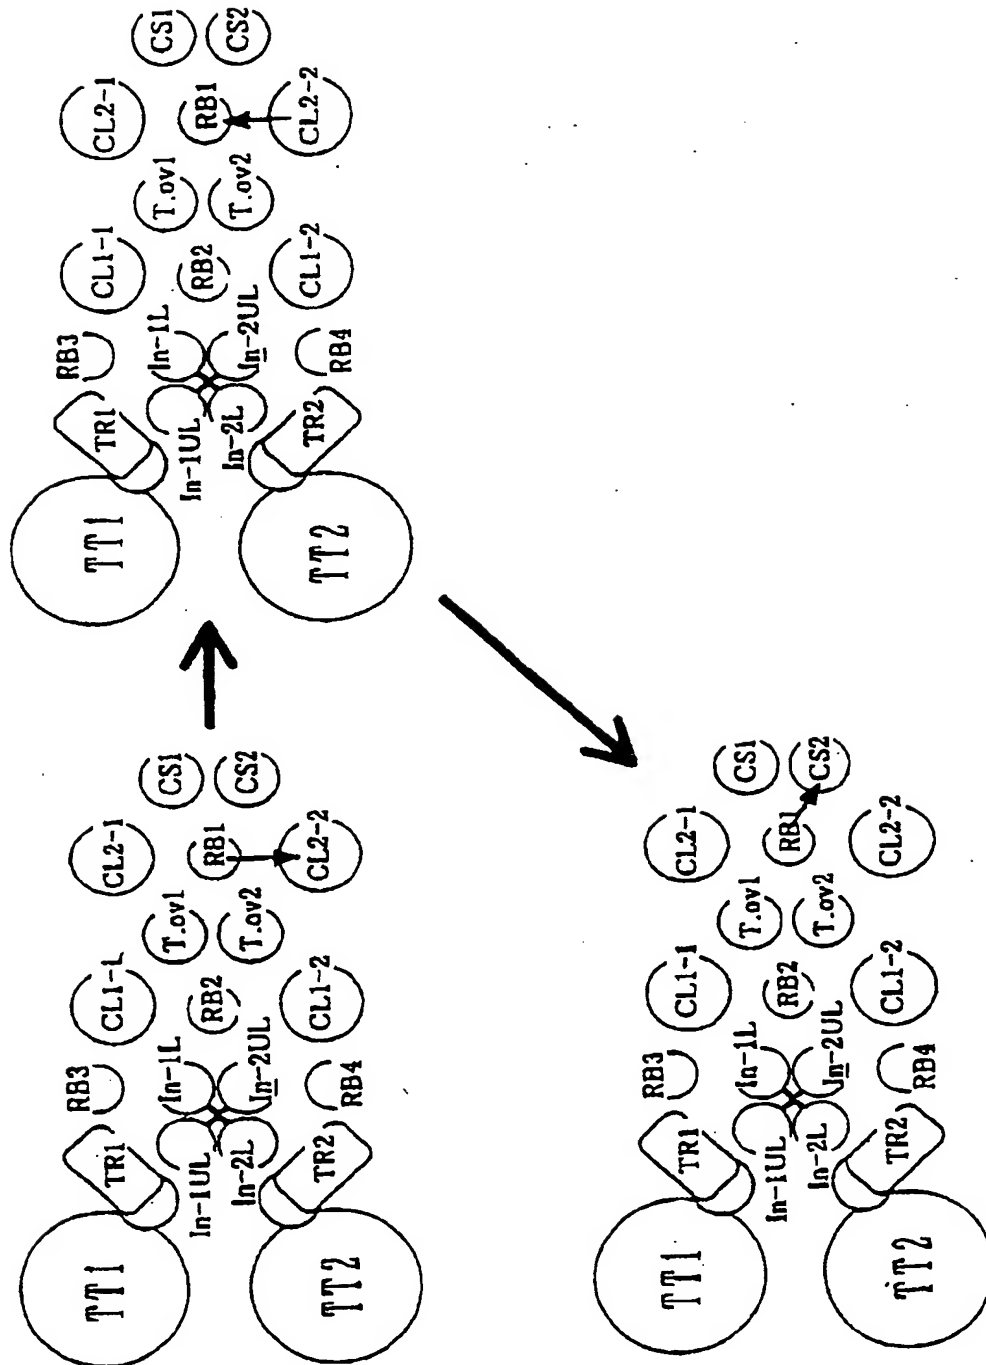 TT1
TR1
RB3
CL1-1
CL2-1
In-1UL
In-1L
T.ov1
CS1
RB2
RB1
In-2L
In-2UL
T.ov2
CS2
TT2
TR2
RB4
CL1-2
CL2-2
TT1
TR1
RB3
CL1-1
CL2-1
In-1UL
In-1L
T.ov1
CS1
RB2
RB1
In-2L
In-2UL
T.ov2
CS2
TT2
TR2
RB4
CL1-2
CL2-2
TT1
TR1
RB3
CL1-1
CL2-1
In-1UL
In-1L
T.ov1
CS1
RB2
RB1
In-2L
In-2UL
T.ov2
CS2
TT2
TR2
RB4
CL1-2
CL2-2